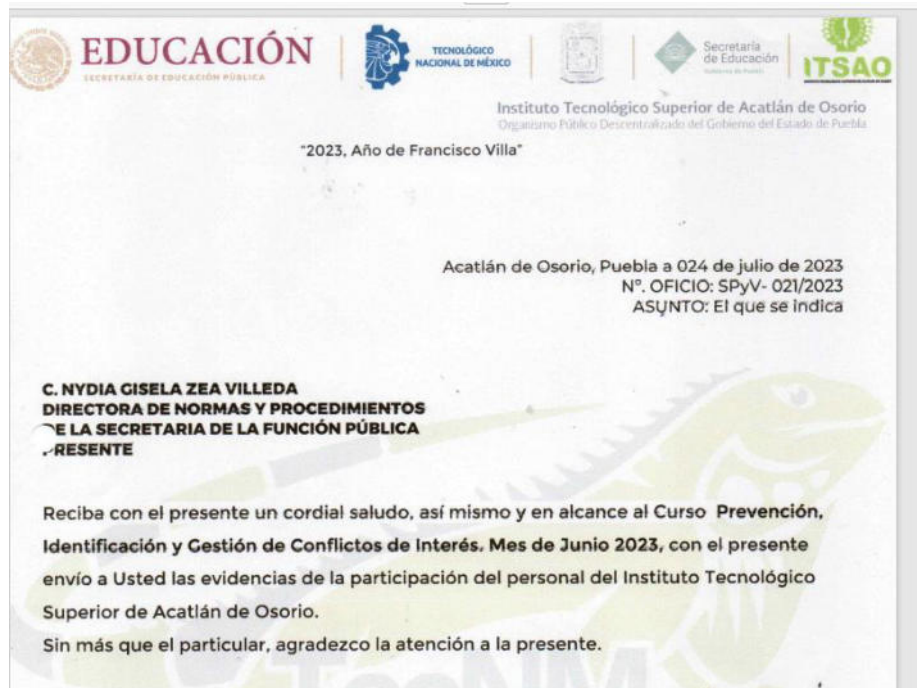 EDUCACIÓN
SECRETARÍA DE EDUCACIÓN PÚBLICA
TECNOLÓGICO
NACIONAL DE MÉXICO
Secretaría
de Educación
Gobierno de Puebla
ITSAO
Instituto Tecnológico Superior de Acatlán de Osorio
Organismo Público Descentralizado del Gobierno del Estado de Puebla
"2023, Año de Francisco Villa"
Acatlán de Osorio, Puebla a 024 de julio de 2023
N°. OFICIO: SPyV- 021/2023
ASUNTO: El que se indica
C. NYDIA GISELA ZEA VILLEDA
DIRECTORA DE NORMAS Y PROCEDIMIENTOS
DE LA SECRETARIA DE LA FUNCIÓN PÚBLICA
PRESENTE
Reciba con el presente un cordial saludo, así mismo y en alcance al Curso Prevención,
Identificación y Gestión de Conflictos de Interés. Mes de Junio 2023, con el presente
envío a Usted las evidencias de la participación del personal del Instituto Tecnológico
Superior de Acatlán de Osorio.
Sin más que el particular, agradezco la atención a la presente.
TecNM